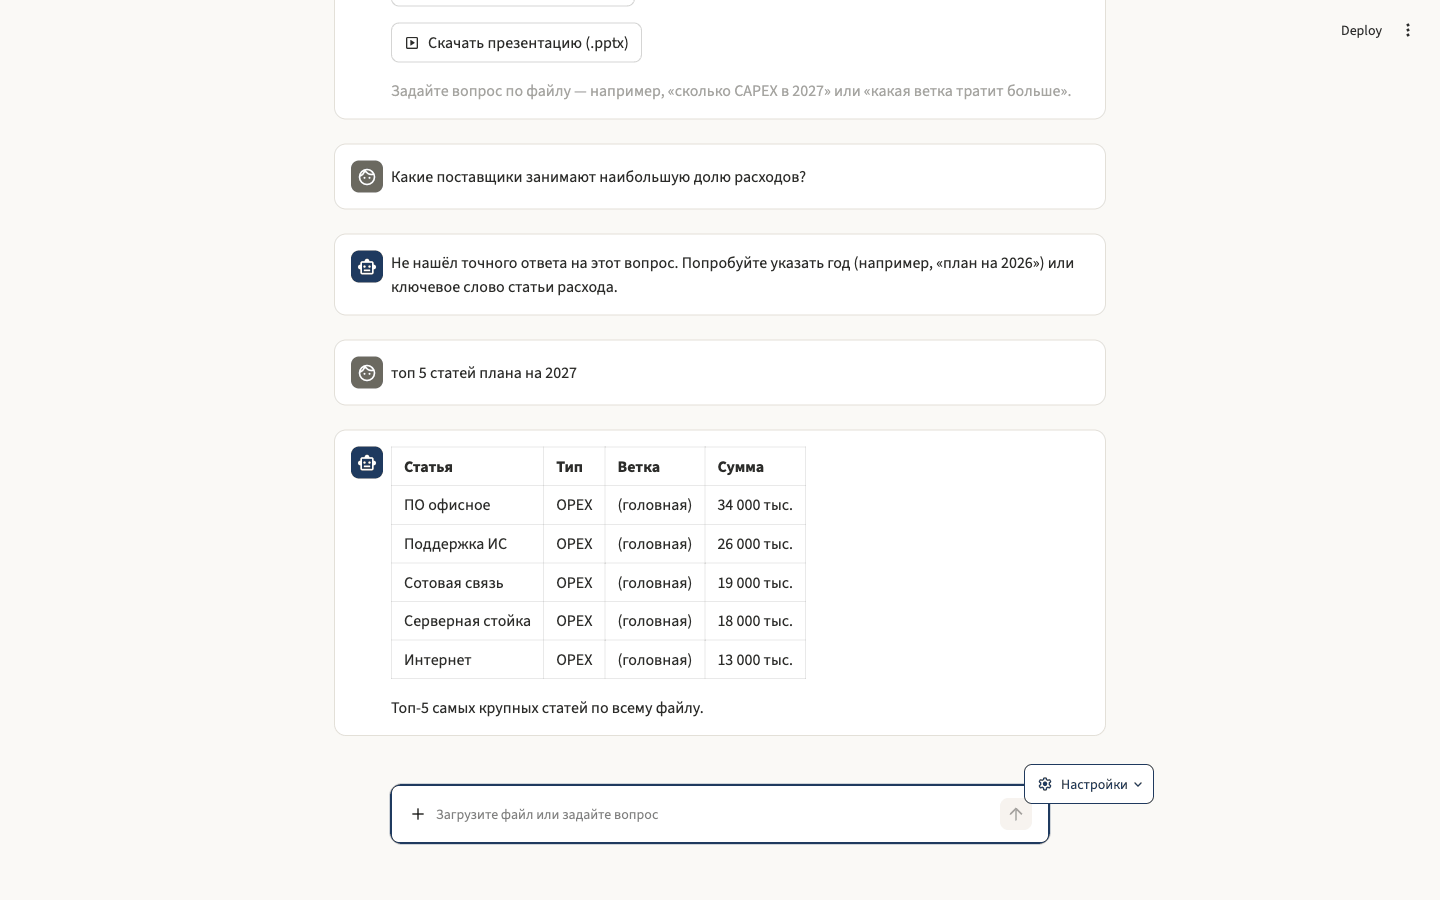 Deploy
Скачать презентацию (.pptx)
Задайте вопрос по файлу — например, «сколько CAPEX в 2027» или «какая ветка тратит больше».
Какие поставщики занимают наибольшую долю расходов?
Не нашёл точного ответа на этот вопрос. Попробуйте указать год (например, «план на 2026») или
ключевое слово статьи расхода.
топ 5 статей плана на 2027
Статья Тип Ветка Сумма
ПО офисное OPEX (головная) 34 000 тыс.
Поддержка ИС OPEX (головная) 26 000 тыс.
Сотовая связь OPEX (головная) 19 000 тыс.
Серверная стойка OPEX (головная) 18 000 тыс.
Интернет OPEX (головная) 13 000 тыс.
Топ-5 самых крупных статей по всему файлу.
Настройки
Загрузите файл или задайте вопрос